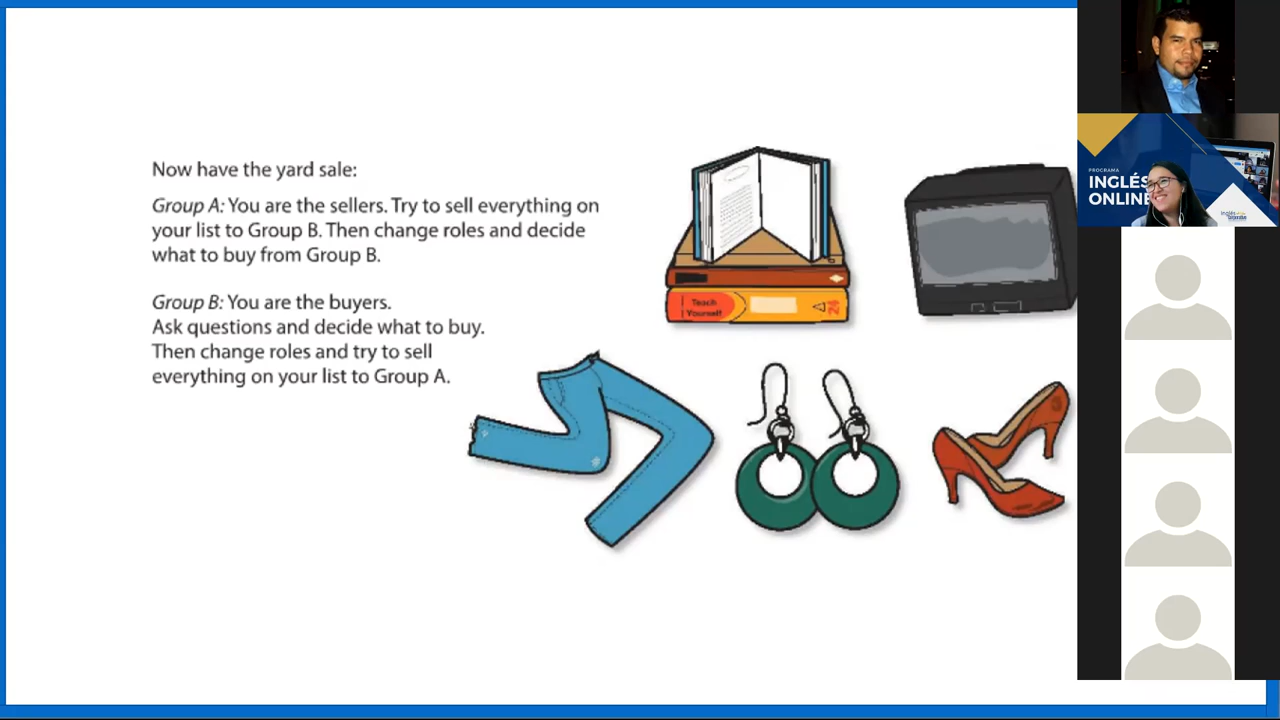 Now have the yard sale:
Group A: You are the sellers. Try to sell everything on
your list to Group B. Then change roles and decide
what to buy from Group B.
Group B: You are the buyers.
Ask questions and decide what to buy.
Then change roles and try to sell
everything on your list to Group A.
Teach
Yourself
24
PROGRAMA
INGLÉS
ONLINE